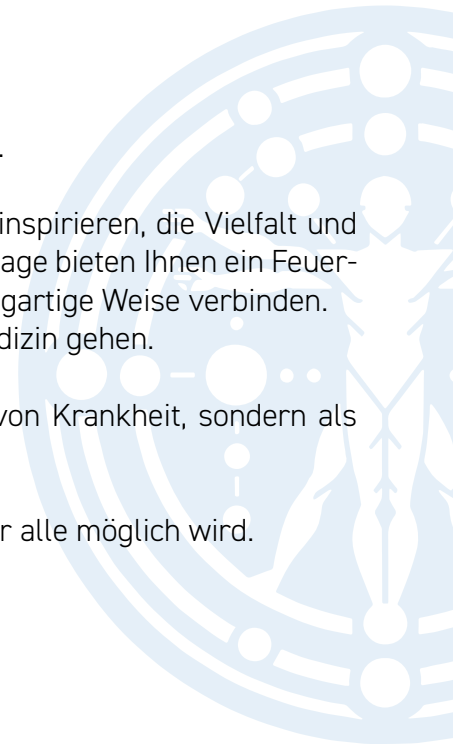 .
inspirieren, die Vielfalt und
age bieten Ihnen ein Feuer-
gartige Weise verbinden.
dizin gehen.
von Krankheit, sondern als
r alle möglich wird.